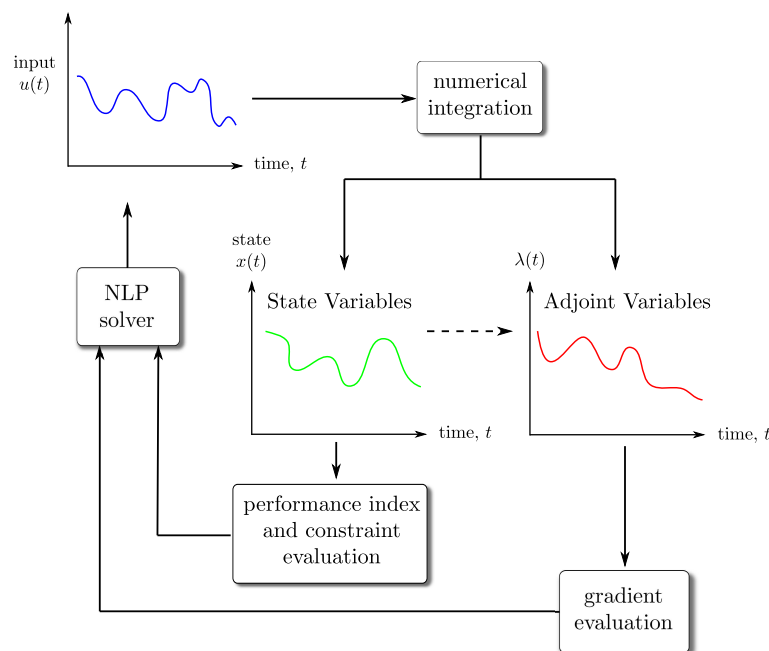 input
u(t)
numerical
integration
time, t
state
x(t)
λ(t)
NLP
solver
State Variables
Adjoint Variables
time, t
time, t
performance index
and constraint
evaluation
gradient
evaluation